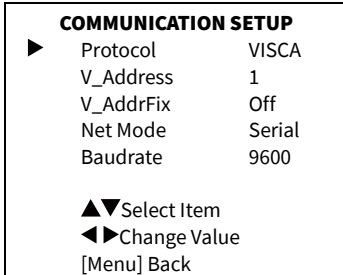 COMMUNICATION SETUP
▶ Protocol VISCA
V_Address 1
V_AddrFix Off
Net Mode Serial
Baudrate 9600
▲▼Select Item
◀▶Change Value
[Menu] Back